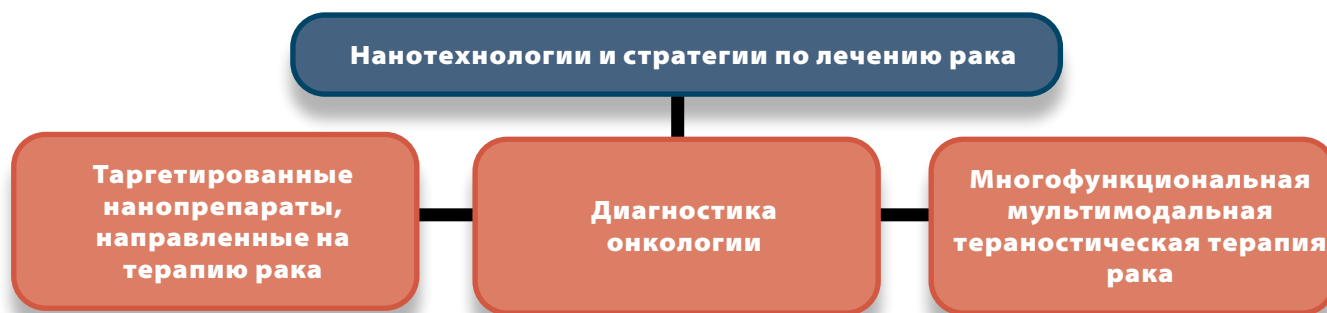 Нанотехнологии и стратегии по лечению рака
Таргетированные
нанопрепараты,
направленные на
терапию рака
Диагностика
онкологии
Многофункциональная
мультимодальная
тераностическая терапия
рака